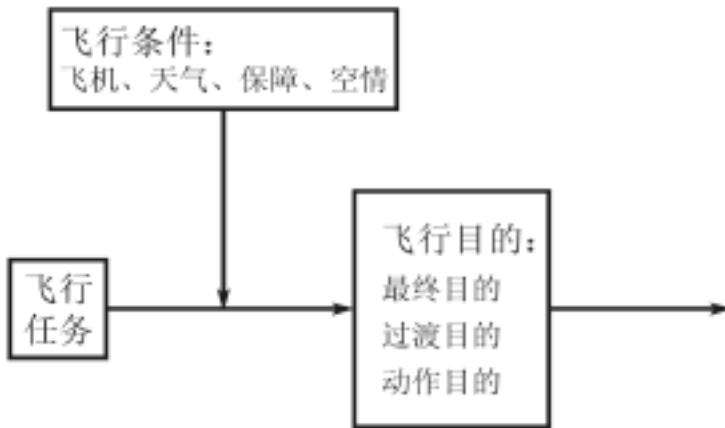 飞行条件：
飞机、天气、保障、空情
飞行
任务
飞行目的：
最终目的
过渡目的
动作目的